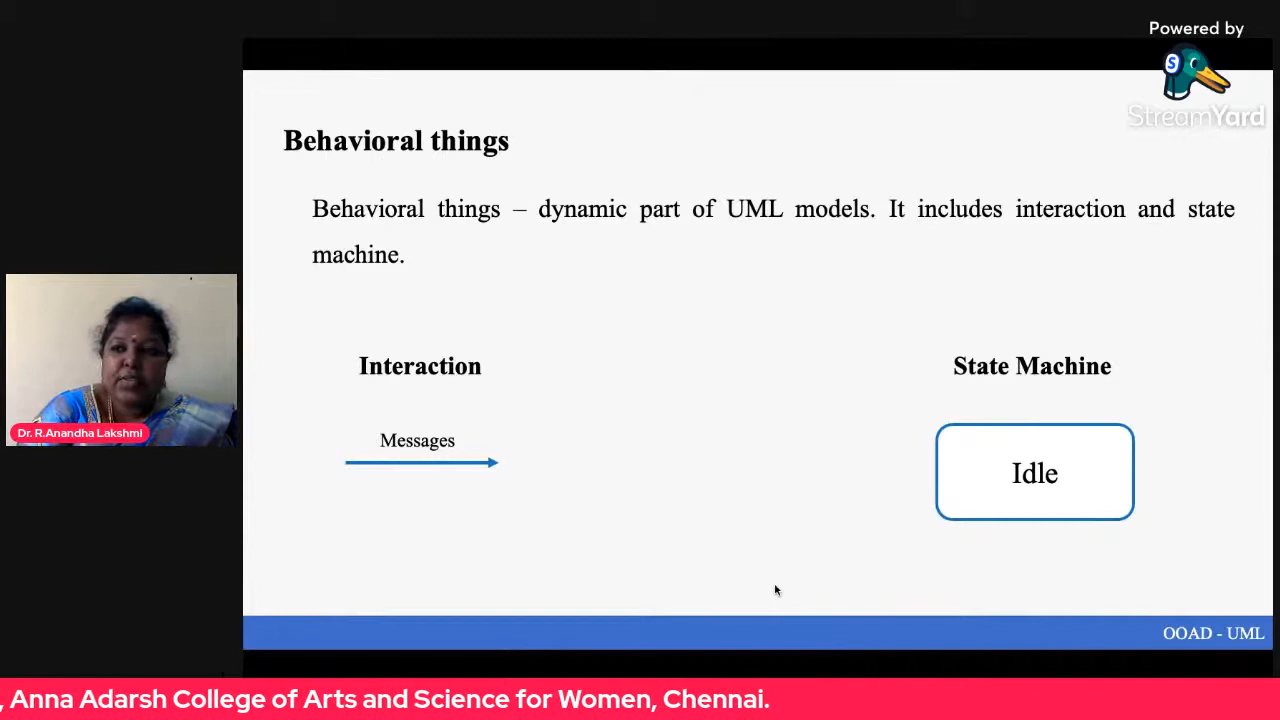 Powered by
StreamYard
Behavioral things
Behavioral things – dynamic part of UML models. It includes interaction and state
machine.
Interaction
State Machine
Messages
Idle
Dr. R.Anandha Lakshmi
OOAD - UML
, Anna Adarsh College of Arts and Science for Women, Chennai.